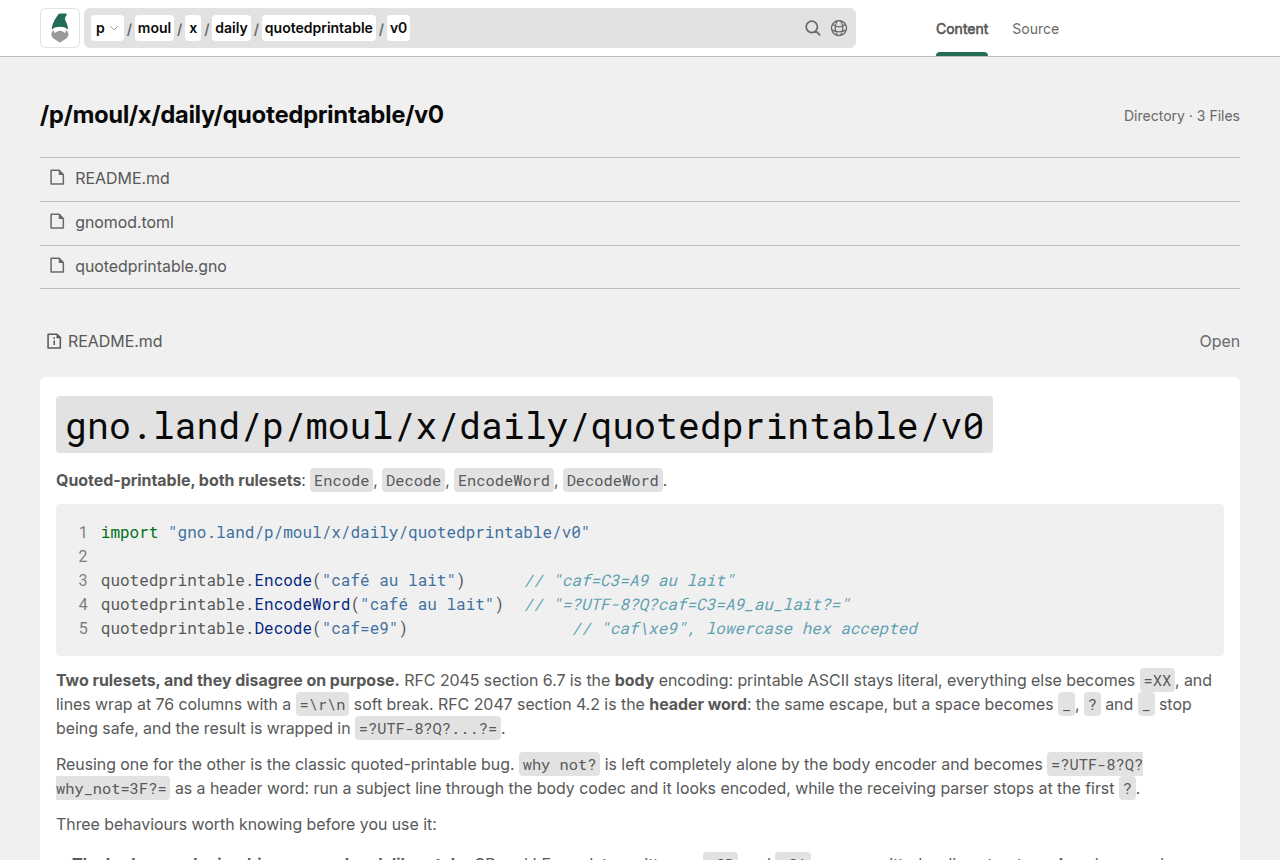 p / moul / x / daily / quotedprintable / v0
Content Source
/p/moul/x/daily/quotedprintable/v0
Directory · 3 Files
README.md
gnomod.toml
quotedprintable.gno
README.md
Open
gno.land/p/moul/x/daily/quotedprintable/v0
Quoted-printable, both rulesets: Encode, Decode, EncodeWord, DecodeWord.
1 import "gno.land/p/moul/x/daily/quotedprintable/v0"
2
3 quotedprintable.Encode("café au lait")      // "caf=C3=A9 au lait"
4 quotedprintable.EncodeWord("café au lait")  // "=?UTF-8?Q?caf=C3=A9_au_lait?="
5 quotedprintable.Decode("caf=e9")                // "caf\xe9", lowercase hex accepted
Two rulesets, and they disagree on purpose. RFC 2045 section 6.7 is the body encoding: printable ASCII stays literal, everything else becomes =XX, and
lines wrap at 76 columns with a =\r\n soft break. RFC 2047 section 4.2 is the header word: the same escape, but a space becomes _, ? and _ stop
being safe, and the result is wrapped in =?UTF-8?Q?...?=.
Reusing one for the other is the classic quoted-printable bug. why not? is left completely alone by the body encoder and becomes =?UTF-8?Q?
why_not=3F?= as a header word: run a subject line through the body codec and it looks encoded, while the receiving parser stops at the first ?.
Three behaviours worth knowing before you use it: